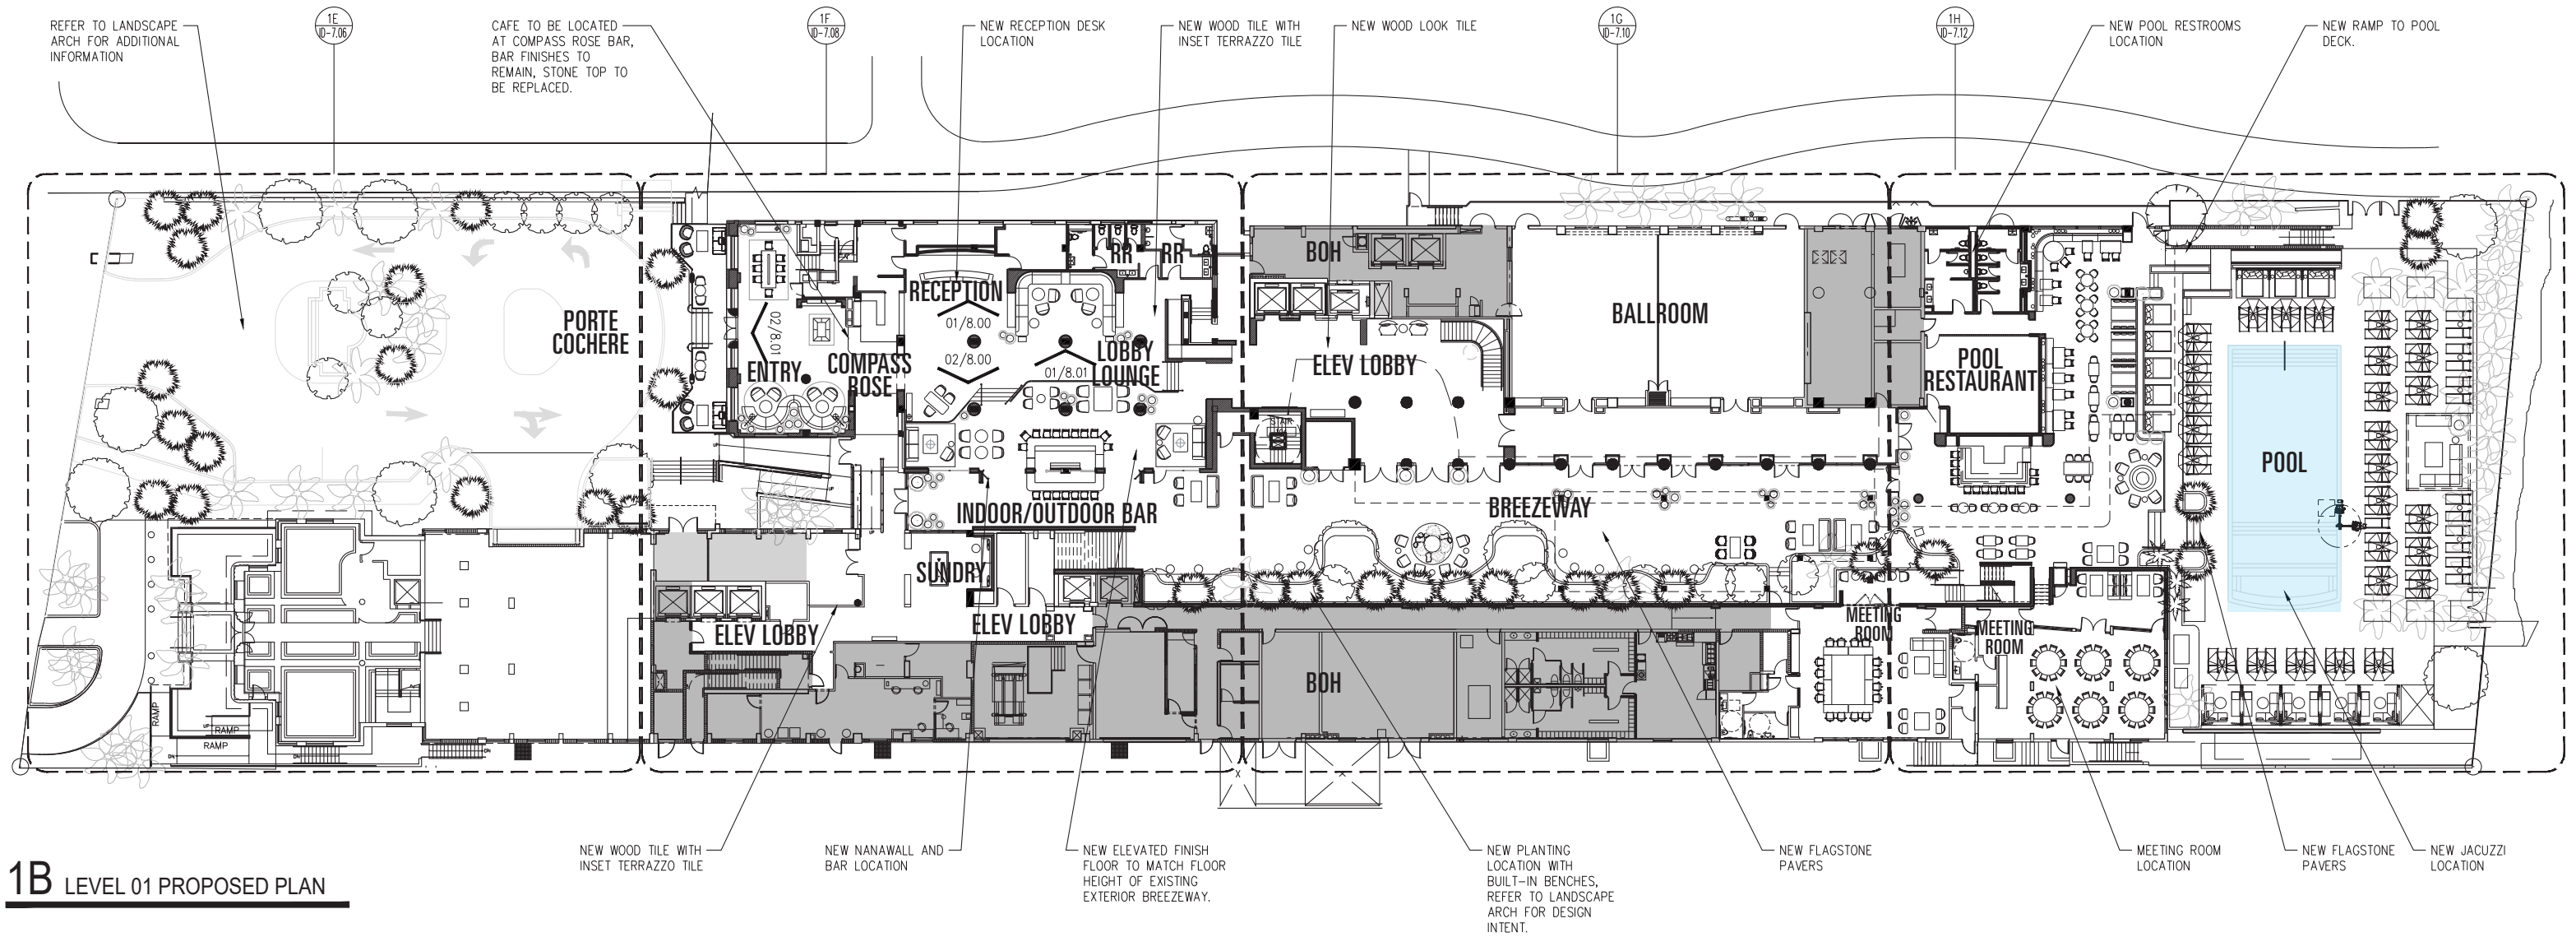 REFER TO LANDSCAPE
ARCH FOR ADDITIONAL
INFORMATION
1E
ID-7.06
CAFE TO BE LOCATED
AT COMPASS ROSE BAR,
BAR FINISHES TO
REMAIN, STONE TOP TO
BE REPLACED.
1F
ID-7.08
NEW RECEPTION DESK
LOCATION
NEW WOOD TILE WITH
INSET TERRAZZO TILE
NEW WOOD LOOK TILE
1G
ID-7.10
1H
ID-7.12
NEW POOL RESTROOMS
LOCATION
NEW RAMP TO POOL
DECK.
PORTE
COCHERE
ENTRY
02/8.01
COMPASS
ROSE
RECEPTION
01/8.00
02/8.00
RR
RR
LOBBY
LOUNGE
01/8.01
INDOOR/OUTDOOR BAR
SUNDRY
ELEV LOBBY
ELEV LOBBY
BOH
ELEV LOBBY
STAIR
BALLROOM
BREEZEWAY
BOH
POOL
RESTAURANT
MEETING
ROOM
MEETING
ROOM
POOL
RAMP
RAMP
RAMP
NEW WOOD TILE WITH
INSET TERRAZZO TILE
NEW NANAWALL AND
BAR LOCATION
NEW ELEVATED FINISH
FLOOR TO MATCH FLOOR
HEIGHT OF EXISTING
EXTERIOR BREEZEWAY.
NEW PLANTING
LOCATION WITH
BUILT-IN BENCHES,
REFER TO LANDSCAPE
ARCH FOR DESIGN
INTENT.
NEW FLAGSTONE
PAVERS
MEETING ROOM
LOCATION
NEW FLAGSTONE
PAVERS
NEW JACUZZI
LOCATION
1B LEVEL 01 PROPOSED PLAN